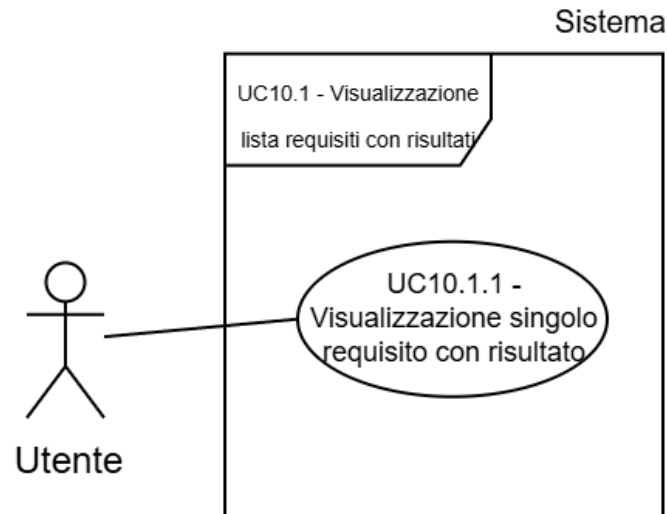 Sistema
UC10.1 - Visualizzazione
lista requisiti con risultati
UC10.1.1 -
Visualizzazione singolo
requisito con risultato
Utente